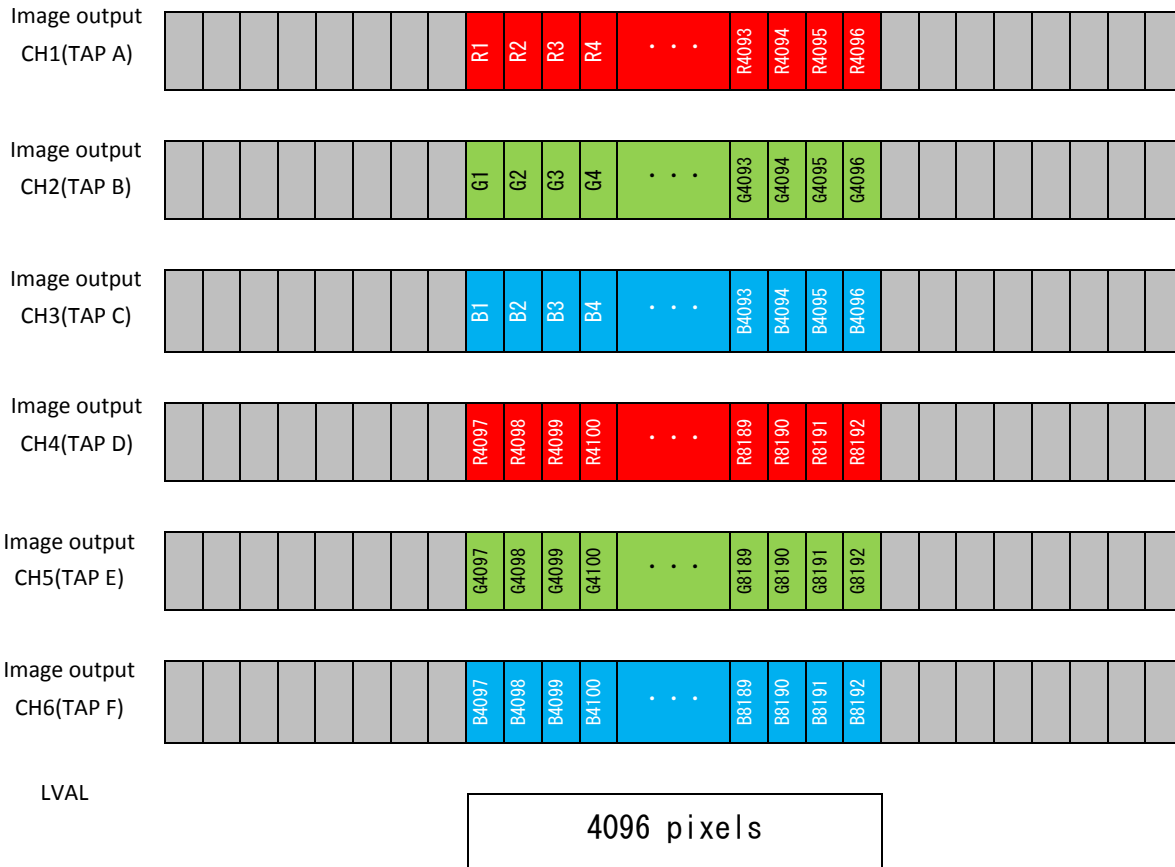 Image output
CH1(TAP A)
R1 R2 R3 R4 ・・・ R4093 R4094 R4095 R4096
Image output
CH2(TAP B)
G1 G2 G3 G4 ・・・ G4093 G4094 G4095 G4096
Image output
CH3(TAP C)
B1 B2 B3 B4 ・・・ B4093 B4094 B4095 B4096
Image output
CH4(TAP D)
R4097 R4098 R4099 R4100 ・・・ R8189 R8190 R8191 R8192
Image output
CH5(TAP E)
G4097 G4098 G4099 G4100 ・・・ G8189 G8190 G8191 G8192
Image output
CH6(TAP F)
B4097 B4098 B4099 B4100 ・・・ B8189 B8190 B8191 B8192
LVAL
4096 pixels